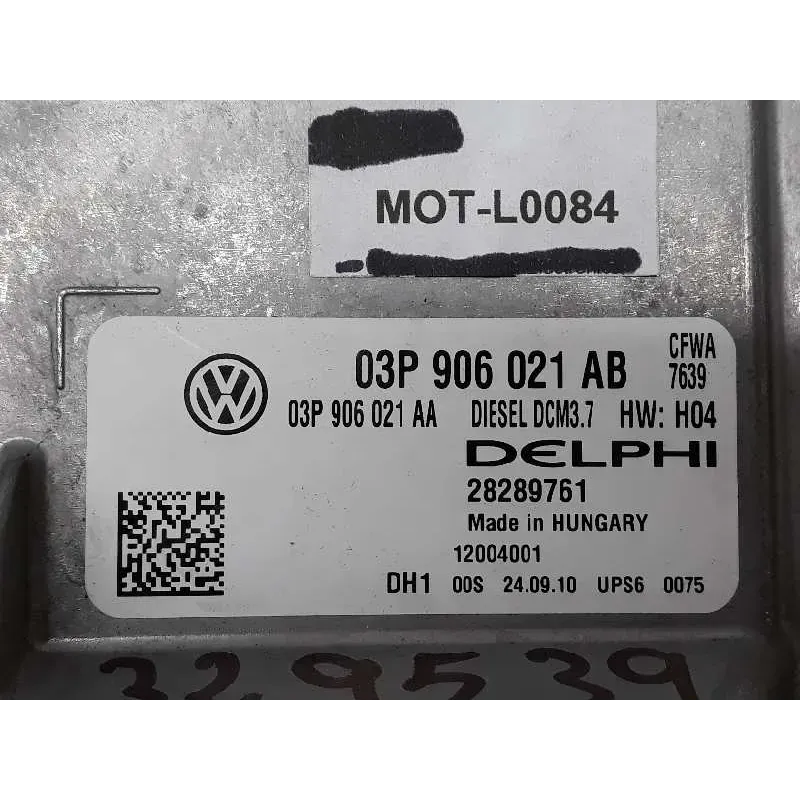 MOT-L0084
03P 906 021 AB CFWA 7639
03P 906 021 AA DIESEL DCM3.7 HW: H04
DELPHI
28289761
Made in HUNGARY
12004001
DH1 00S 24.09.10 UPS6 0075
329539